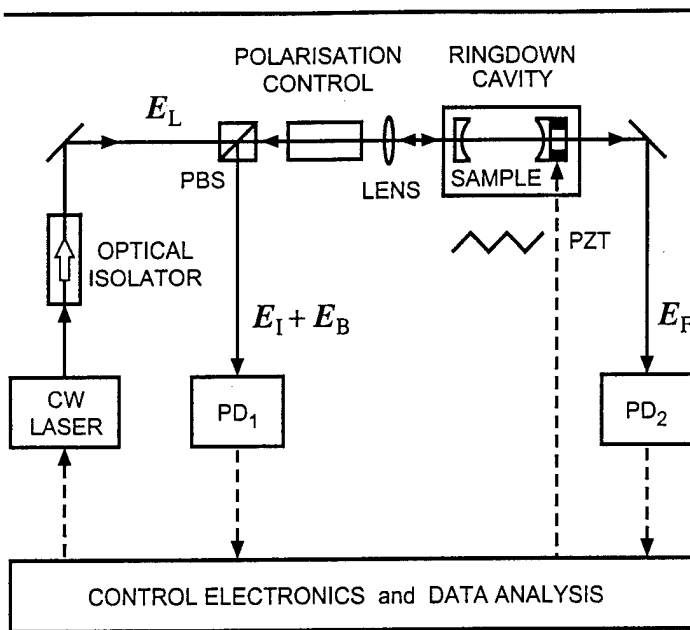 POLARISATION
CONTROL
RINGDOWN
CAVITY
E_L
PBS
LENS
SAMPLE
OPTICAL
ISOLATOR
PZT
E_I + E_B
E_F
CW
LASER
PD_1
PD_2
CONTROL ELECTRONICS and DATA ANALYSIS